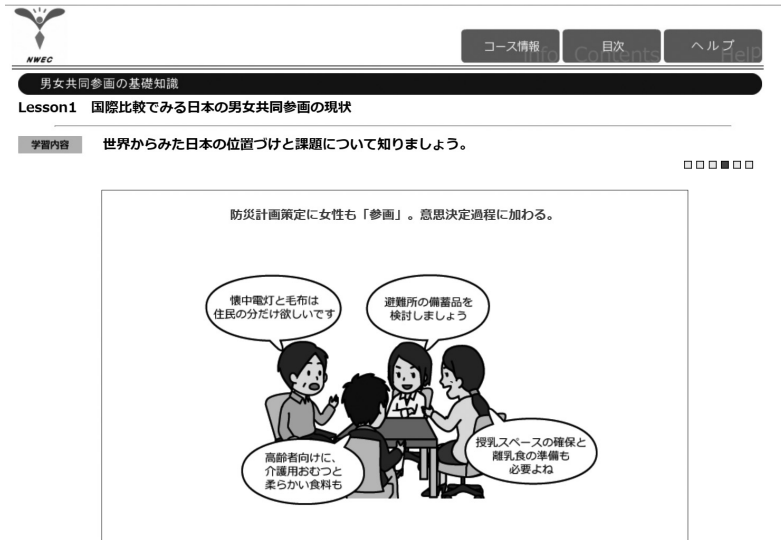 NWEC
コース情報 Info
目次 Contents
ヘルプ Help
男女共同参画の基礎知識
Lesson1 国際比較でみる日本の男女共同参画の現状
学習内容 世界からみた日本の位置づけと課題について知りましょう。
防災計画策定に女性も「参画」。意思決定過程に加わる。
懐中電灯と毛布は
住民の分だけ欲しいです
避難所の備蓄品を
検討しましょう
高齢者向けに、
介護用おむつと
柔らかい食料も
授乳スペースの確保と
離乳食の準備も
必要よね